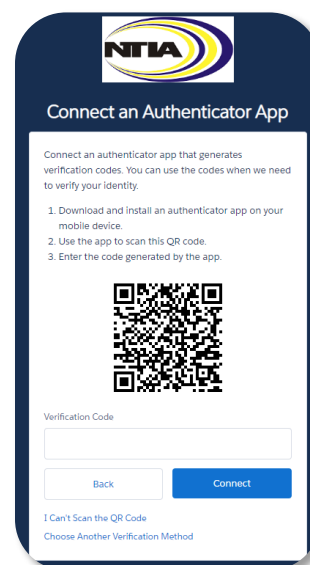 NTIA
Connect an Authenticator App
Connect an authenticator app that generates
verification codes. You can use the codes when we need
to verify your identity.
1. Download and install an authenticator app on your
mobile device.
2. Use the app to scan this QR code.
3. Enter the code generated by the app.
Verification Code
Back Connect
I Can't Scan the QR Code
Choose Another Verification Method